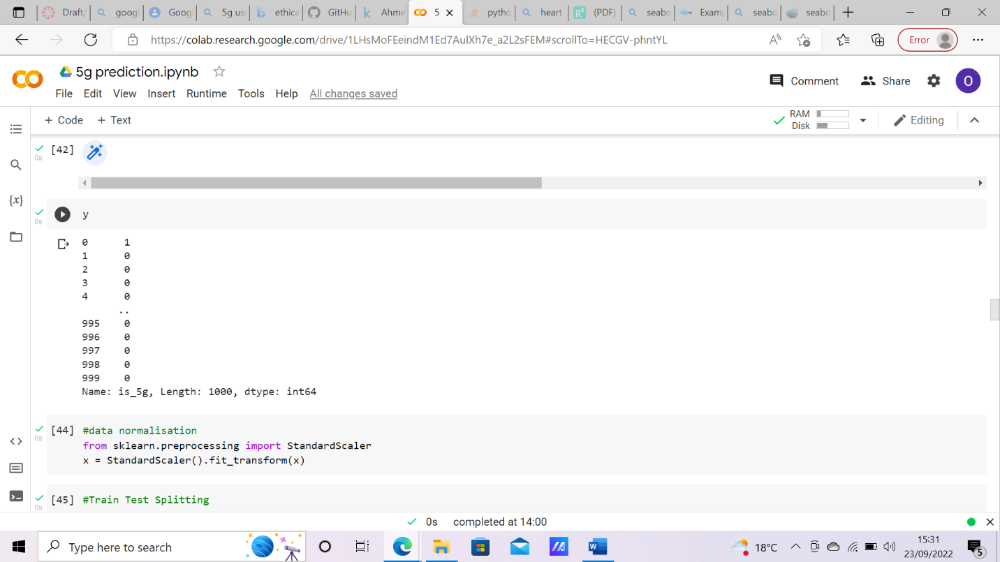 Draft/
googl
Goog
5g us
ethica
GitHu
Ahme
5
pytho
heart
(PDF)
seabo
Exam
seabo
seabo
https://colab.research.google.com/drive/1LHsMoFEeindM1Ed7AuIXh7e_a2L2sFEM#scrollTo=HECGV-phntYL
Error
5g prediction.ipynb
File Edit View Insert Runtime Tools Help All changes saved
Comment Share O
+ Code + Text
RAM
Disk
Editing
[42]
0s
{x}
y
0s
0 1
1 0
2 0
3 0
4 0
..
995 0
996 0
997 0
998 0
999 0
Name: is_5g, Length: 1000, dtype: int64
[44] #data normalisation
0s
from sklearn.preprocessing import StandardScaler
x = StandardScaler().fit_transform(x)
[45] #Train Test Splitting
0s
0s completed at 14:00
Type here to search
18°C
15:31
23/09/2022
5